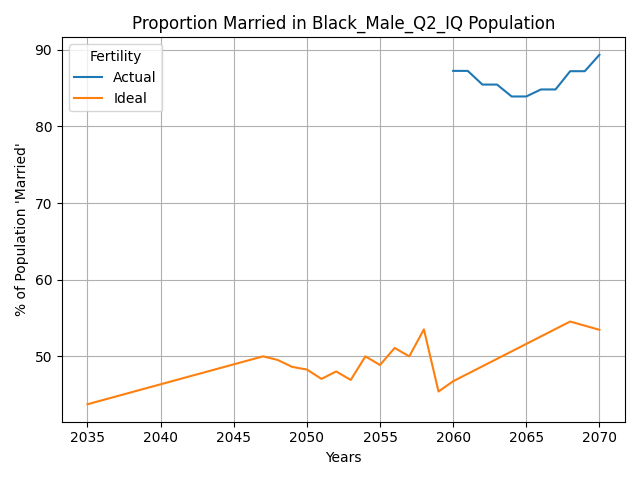 Proportion Married in Black_Male_Q2_IQ Population
Fertility
Actual
Ideal
% of Population 'Married'
90
80
70
60
50
2035
2040
2045
2050
2055
2060
2065
2070
Years